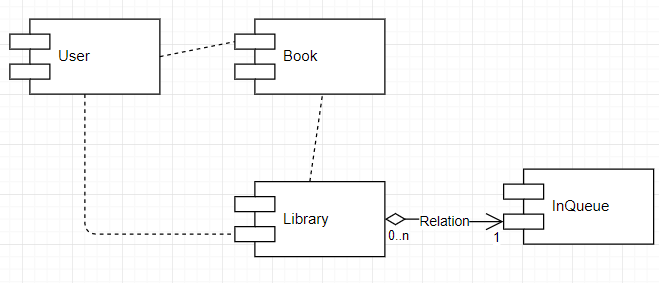 User
Book
Library
Relation
0..n
1
InQueue